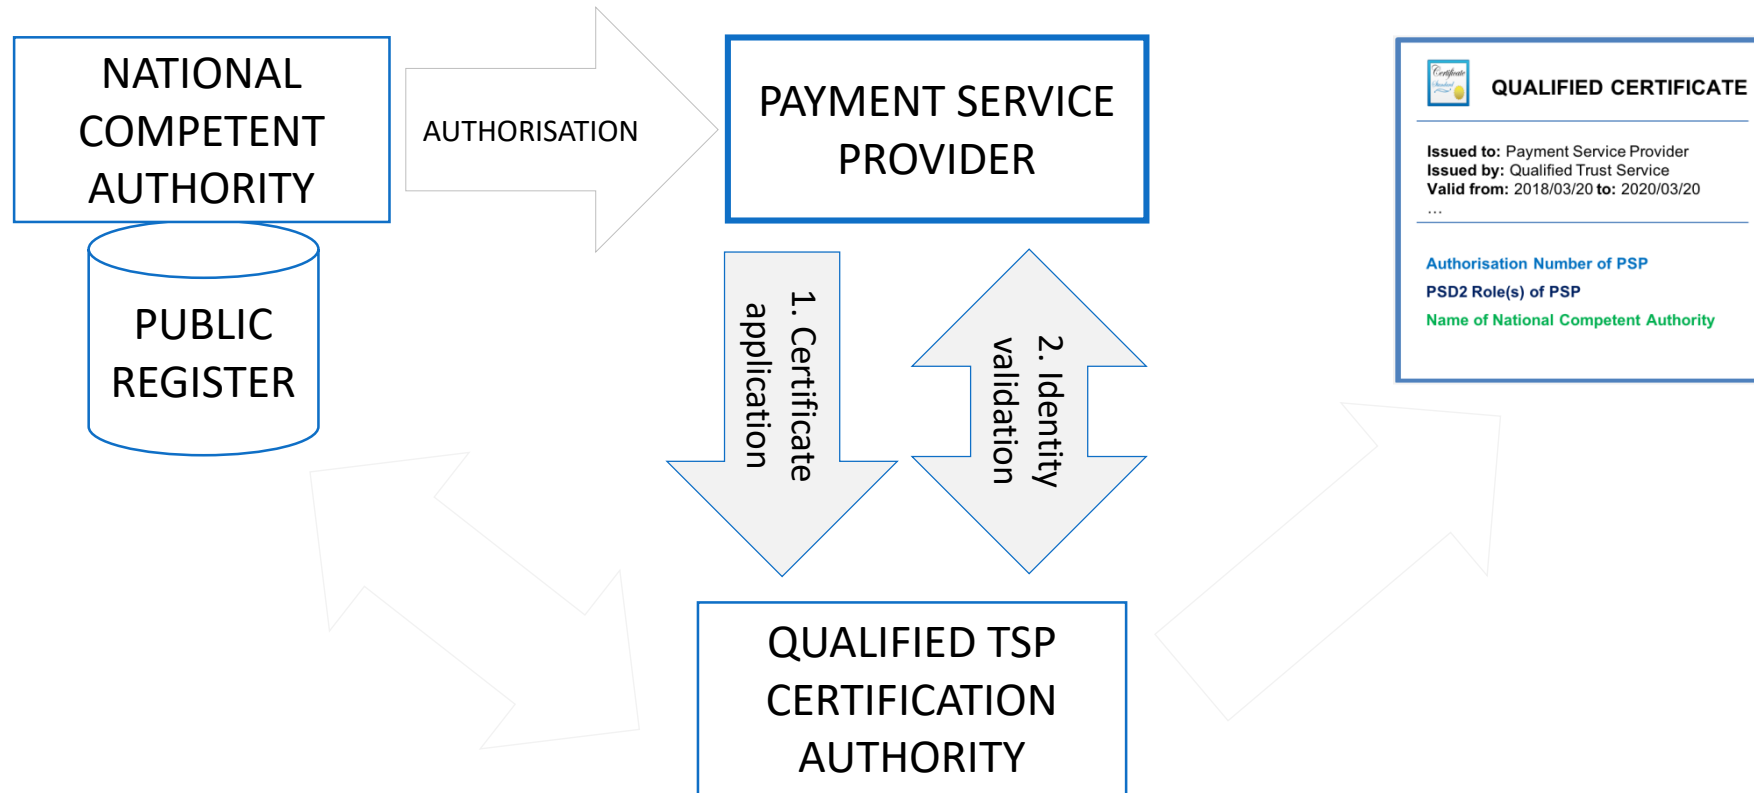 NATIONAL
COMPETENT
AUTHORITY
PUBLIC
REGISTER
AUTHORISATION
PAYMENT SERVICE
PROVIDER
1. Certificate
application
2. Identity
validation
QUALIFIED TSP
CERTIFICATION
AUTHORITY
Certificate
QUALIFIED CERTIFICATE
Issued to: Payment Service Provider
Issued by: Qualified Trust Service
Valid from: 2018/03/20 to: 2020/03/20
…
Authorisation Number of PSP
PSD2 Role(s) of PSP
Name of National Competent Authority